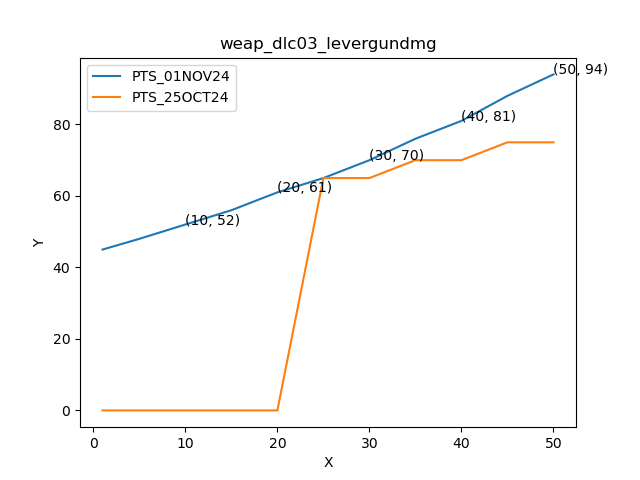 weap_dlc03_levergundmg
PTS_01NOV24
PTS_25OCT24
(50, 94)
(40, 81)
(30, 70)
(20, 61)
(10, 52)
Y
80
60
40
20
0
0 10 20 30 40 50
X